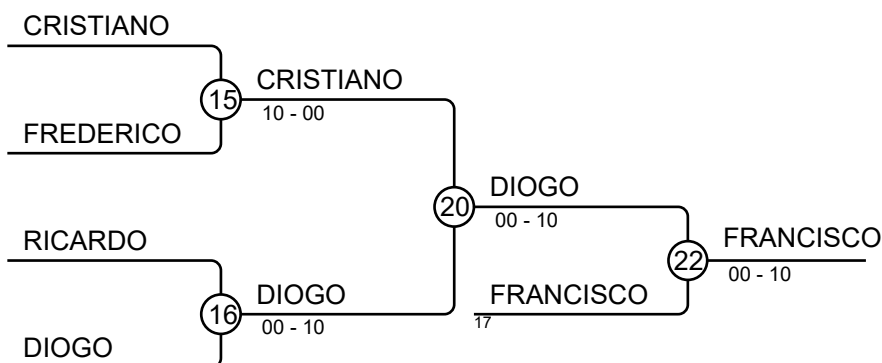 CRISTIANO
15
CRISTIANO
10 - 00
FREDERICO
20
DIOGO
00 - 10
RICARDO
22
FRANCISCO
00 - 10
16
DIOGO
00 - 10
FRANCISCO
17
DIOGO